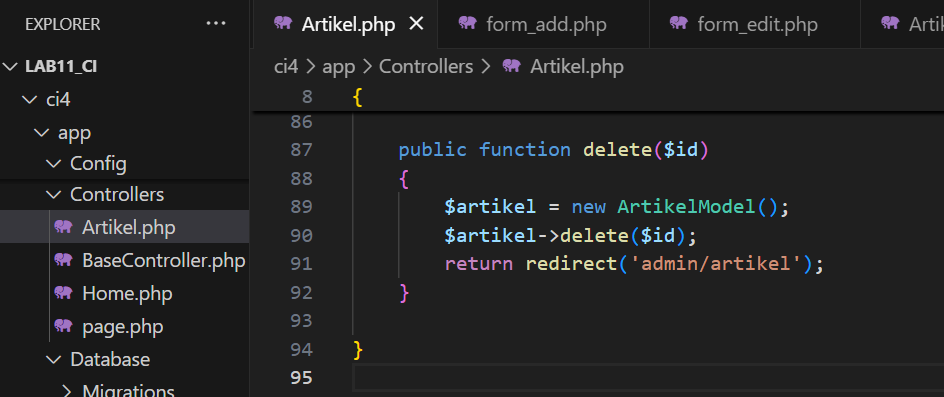 EXPLORER ...
LAB11_CI
ci4
app
Config
Controllers
Artikel.php
BaseController.php
Home.php
page.php
Database
Migrations
Artikel.php
form_add.php
form_edit.php
Arti
ci4 > app > Controllers > Artikel.php
8 {
86
87 public function delete($id)
88 {
89 $artikel = new ArtikelModel();
90 $artikel->delete($id);
91 return redirect('admin/artikel');
92 }
93
94 }
95